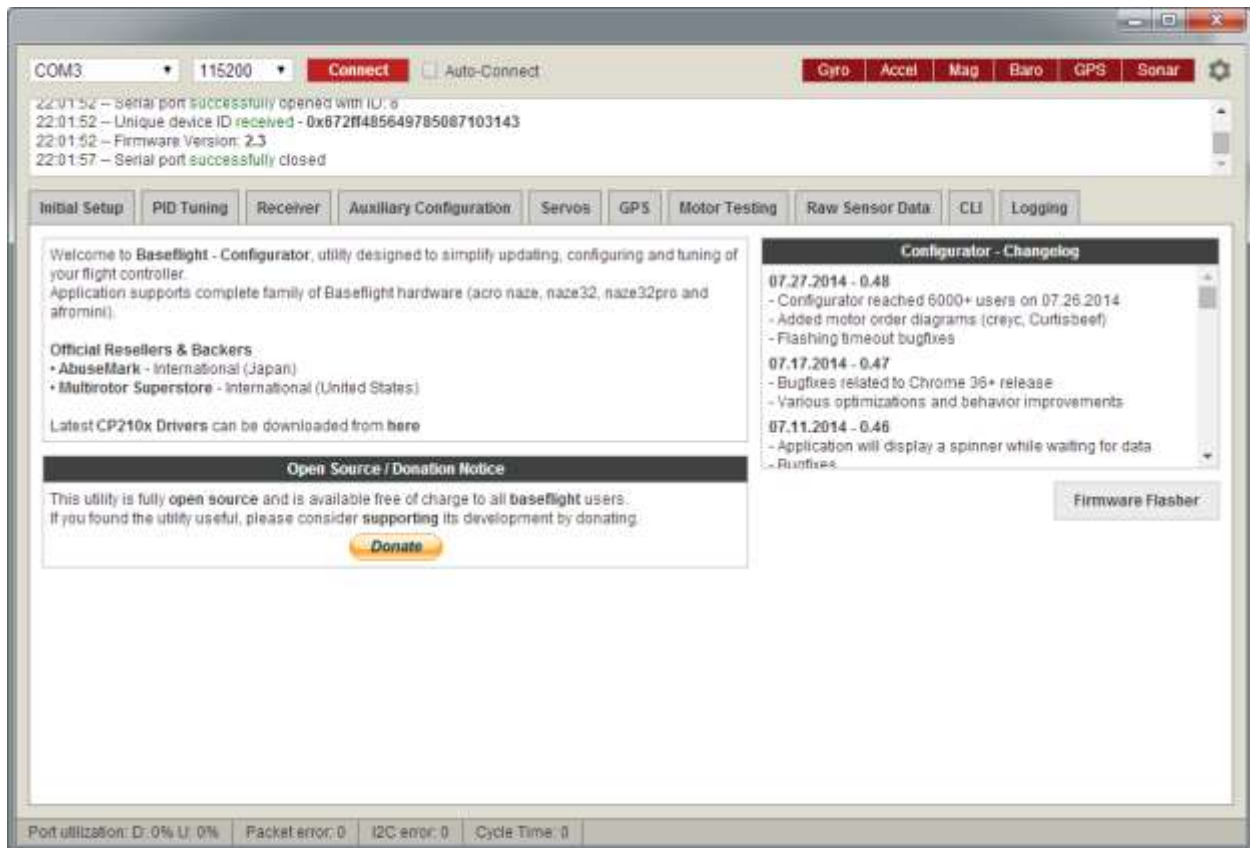 COM3 115200 Connect Auto-Connect Gyro Accel Mag Baro GPS Sonar
22:01:52 -- Serial port successfully opened with ID: 8
22:01:52 -- Unique device ID received - 0x672ff485649785087103143
22:01:52 -- Firmware Version: 2.3
22:01:57 -- Serial port successfully closed
Initial Setup PID Tuning Receiver Auxiliary Configuration Servos GPS Motor Testing Raw Sensor Data CLI Logging
Welcome to Baseflight - Configurator, utility designed to simplify updating, configuring and tuning of
your flight controller.
Application supports complete family of Baseflight hardware (acro naze, naze32, naze32pro and
afromini).
Official Resellers & Backers
• AbuseMark - International (Japan)
• Multirotor Superstore - International (United States)
Latest CP210x Drivers can be downloaded from here
Open Source / Donation Notice
This utility is fully open source and is available free of charge to all baseflight users.
If you found the utility useful, please consider supporting its development by donating.
Donate
Configurator - Changelog
07.27.2014 - 0.48
- Configurator reached 6000+ users on 07.26.2014
- Added motor order diagrams (creyc, Curtisbeef)
- Flashing timeout bugfixes
07.17.2014 - 0.47
- Bugfixes related to Chrome 36+ release
- Various optimizations and behavior improvements
07.11.2014 - 0.46
- Application will display a spinner while waiting for data
- Bugfixes
Firmware Flasher
Port utilization: D: 0% U: 0% Packet error: 0 I2C error: 0 Cycle Time: 0